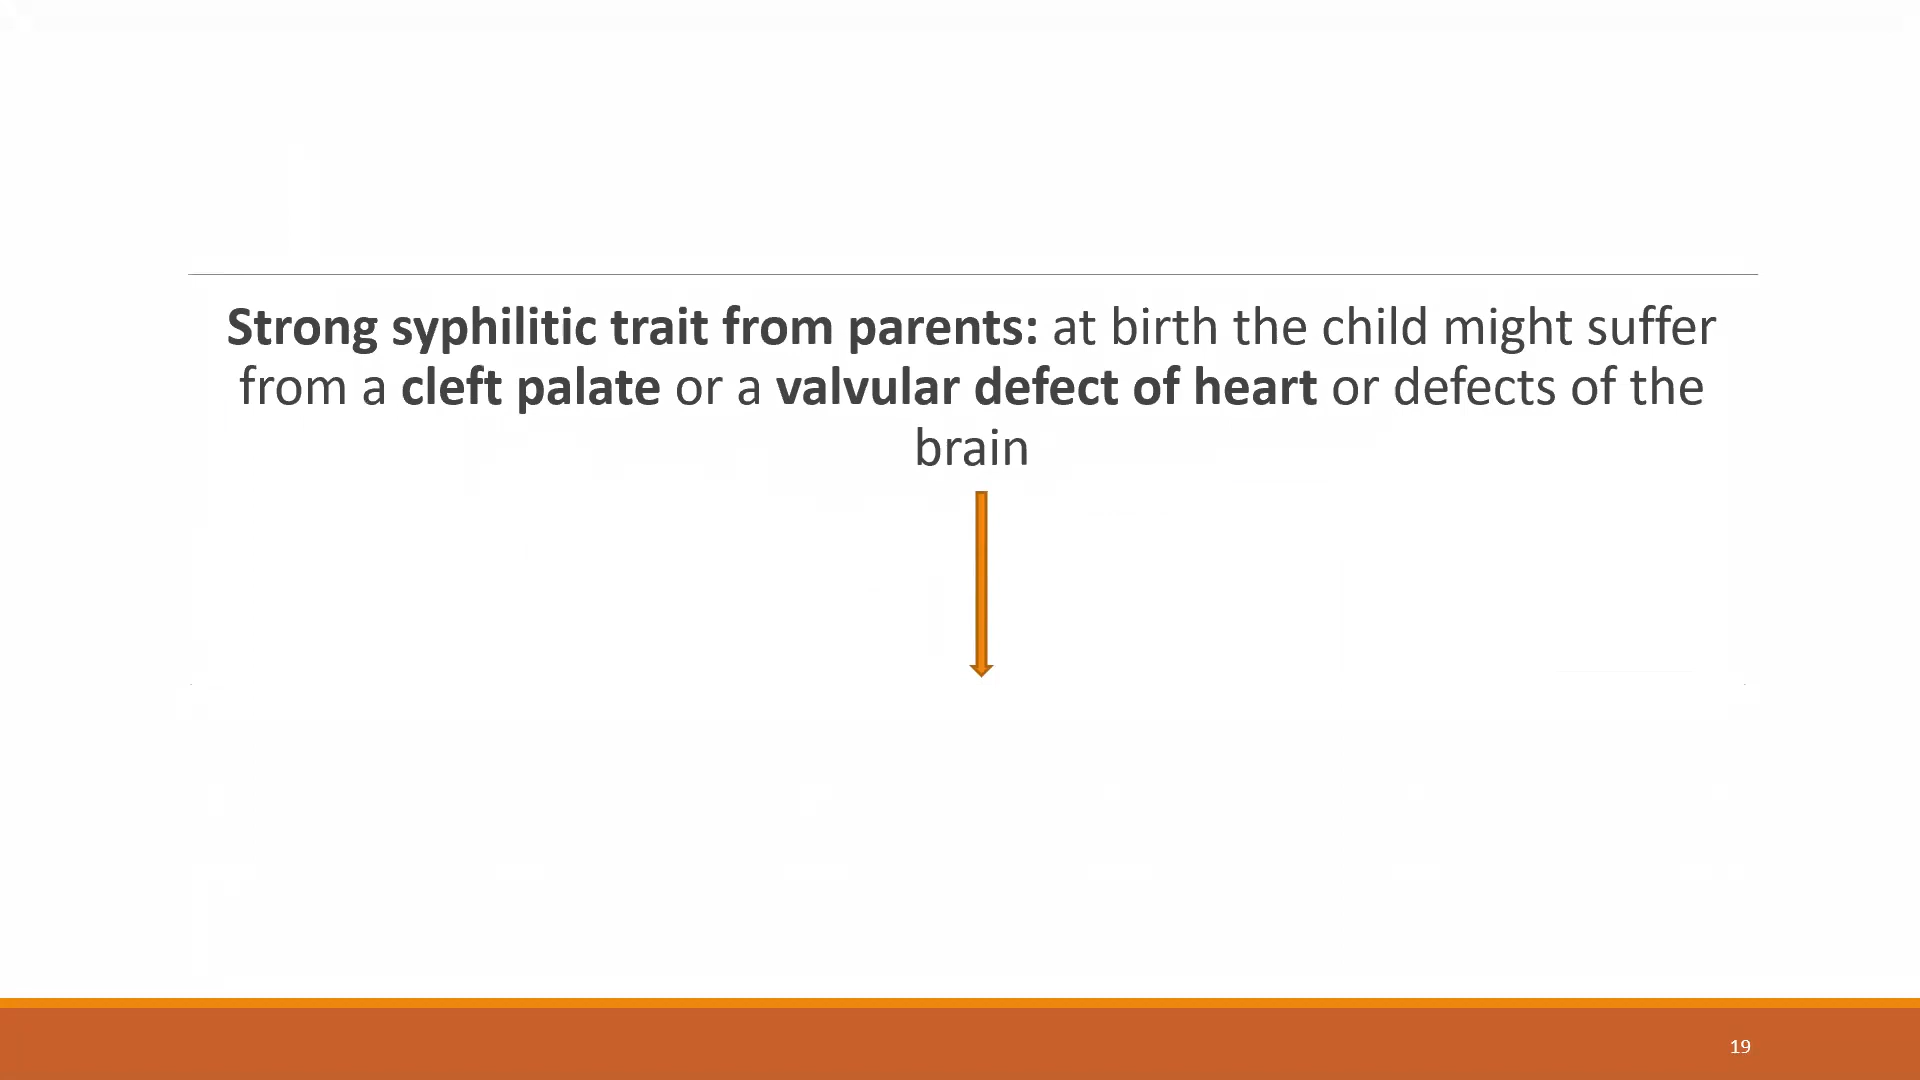 Strong syphilitic trait from parents: at birth the child might suffer
from a cleft palate or a valvular defect of heart or defects of the
brain
19